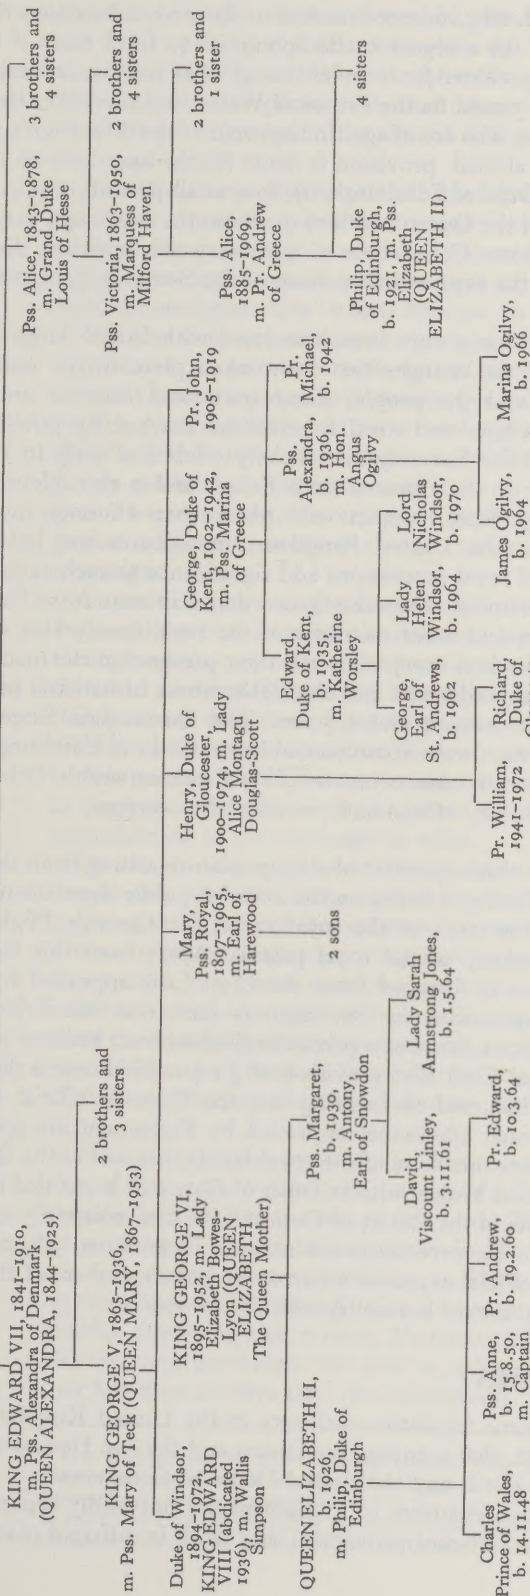 KING EDWARD VII, 1841–1910,
m. Pss. Alexandra of Denmark
(QUEEN ALEXANDRA, 1844–1925)
Pss. Alice, 1843–1878,
m. Grand Duke
Louis of Hesse
3 brothers and
4 sisters
KING GEORGE V, 1865–1936,
m. Pss. Mary of Teck (QUEEN MARY, 1867–1953)
2 brothers and
3 sisters
Pss. Victoria, 1863–1950,
m. Marquess of
Milford Haven
2 brothers and
4 sisters
Duke of Windsor,
1894–1972,
KING EDWARD
VIII (abdicated
1936), m. Wallis
Simpson
KING GEORGE VI,
1895–1952, m. Lady
Elizabeth Bowes-
Lyon (QUEEN
ELIZABETH
The Queen Mother)
Mary,
Pss. Royal,
1897–1965,
m. Earl of
Harewood
Henry, Duke of
Gloucester,
1900–1974, m. Lady
Alice Montagu
Douglas-Scott
George, Duke of
Kent, 1902–1942,
m. Pss. Marina
of Greece
Pr. John,
1905–1919
Pss. Alice,
1885–1969,
m. Pr. Andrew
of Greece
2 brothers and
1 sister
QUEEN ELIZABETH II,
b. 1926,
m. Philip, Duke of
Edinburgh
Pss. Margaret,
b. 1930,
m. Antony,
Earl of Snowdon
2 sons
Edward,
Duke of Kent,
b. 1935,
m. Katherine
Worsley
Pss.
Alexandra,
b. 1936,
m. Hon.
Angus
Ogilvy
Pr.
Michael,
b. 1942
Philip, Duke
of Edinburgh,
b. 1921, m. Pss.
Elizabeth
(QUEEN
ELIZABETH II)
4 sisters
David,
Viscount Linley,
b. 3.11.61
Lady Sarah
Armstrong Jones,
b. 1.5.64
George,
Earl of
St. Andrews,
b. 1962
Lady
Helen
Windsor,
b. 1964
Lord
Nicholas
Windsor,
b. 1970
Charles
Prince of Wales,
b. 14.11.48
Pss. Anne,
b. 15.8.50,
m. Captain
Pr. Andrew,
b. 19.2.60
Pr. Edward,
b. 10.3.64
Pr. William,
1941–1972
Richard,
Duke of
James Ogilvy,
b. 1964
Marina Ogilvy,
b. 1966